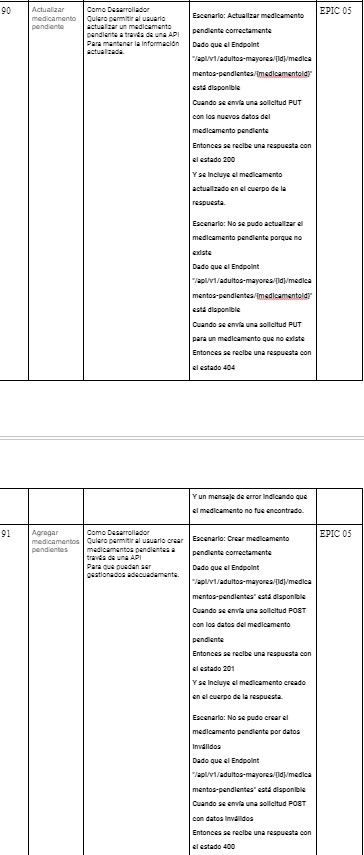 90
Actualizar
medicamento
pendiente
Como Desarrollador
Quiero permitir al usuario
actualizar un medicamento
pendiente a través de una API
Para mantener la información
actualizada.
Escenario: Actualizar medicamento
pendiente correctamente
Dado que el Endpoint
"/api/v1/adultos-mayores/{id}/medica
mentos-pendientes/{medicamentoId}"
está disponible
Cuando se envía una solicitud PUT
con los nuevos datos del
medicamento pendiente
Entonces se recibe una respuesta con
el estado 200
Y se incluye el medicamento
actualizado en el cuerpo de la
respuesta.
Escenario: No se pudo actualizar el
medicamento pendiente porque no
existe
Dado que el Endpoint
"/api/v1/adultos-mayores/{id}/medica
mentos-pendientes/{medicamentoId}"
está disponible
Cuando se envía una solicitud PUT
para un medicamento que no existe
Entonces se recibe una respuesta con
el estado 404
EPIC 05
Y un mensaje de error indicando que
el medicamento no fue encontrado.
91
Agregar
medicamentos
pendientes
Como Desarrollador
Quiero permitir al usuario crear
medicamentos pendientes a
través de una API
Para que puedan ser
gestionados adecuadamente.
Escenario: Crear medicamento
pendiente correctamente
Dado que el Endpoint
"/api/v1/adultos-mayores/{id}/medica
mentos-pendientes" está disponible
Cuando se envía una solicitud POST
con los datos del medicamento
pendiente
Entonces se recibe una respuesta con
el estado 201
Y se incluye el medicamento creado
en el cuerpo de la respuesta.
Escenario: No se pudo crear el
medicamento pendiente por datos
inválidos
Dado que el Endpoint
"/api/v1/adultos-mayores/{id}/medica
mentos-pendientes" está disponible
Cuando se envía una solicitud POST
con datos inválidos
Entonces se recibe una respuesta con
el estado 400
EPIC 05